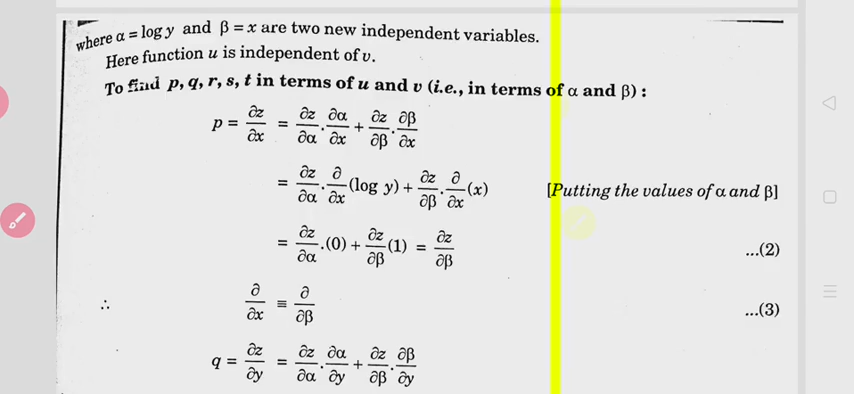 where α = log y and β = x are two new independent variables.
Here function u is independent of v.
To find p, q, r, s, t in terms of u and v (i.e., in terms of α and β) :
p = ∂z/∂x = ∂z/∂α . ∂α/∂x + ∂z/∂β . ∂β/∂x
= ∂z/∂α . ∂/∂x (log y) + ∂z/∂β . ∂/∂x (x) [Putting the values of α and β]
= ∂z/∂α . (0) + ∂z/∂β (1) = ∂z/∂β ...(2)
∴ ∂/∂x ≡ ∂/∂β ...(3)
q = ∂z/∂y = ∂z/∂α . ∂α/∂y + ∂z/∂β . ∂β/∂y